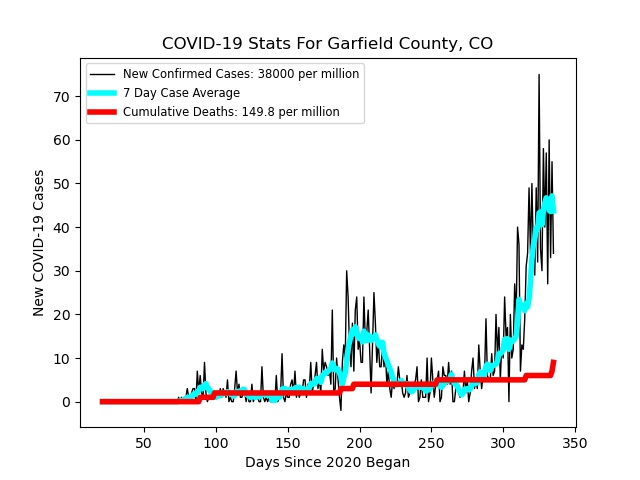 COVID-19 Stats For Garfield County, CO
New Confirmed Cases: 38000 per million
7 Day Case Average
Cumulative Deaths: 149.8 per million
New COVID-19 Cases
70
60
50
40
30
20
10
0
50 100 150 200 250 300 350
Days Since 2020 Began